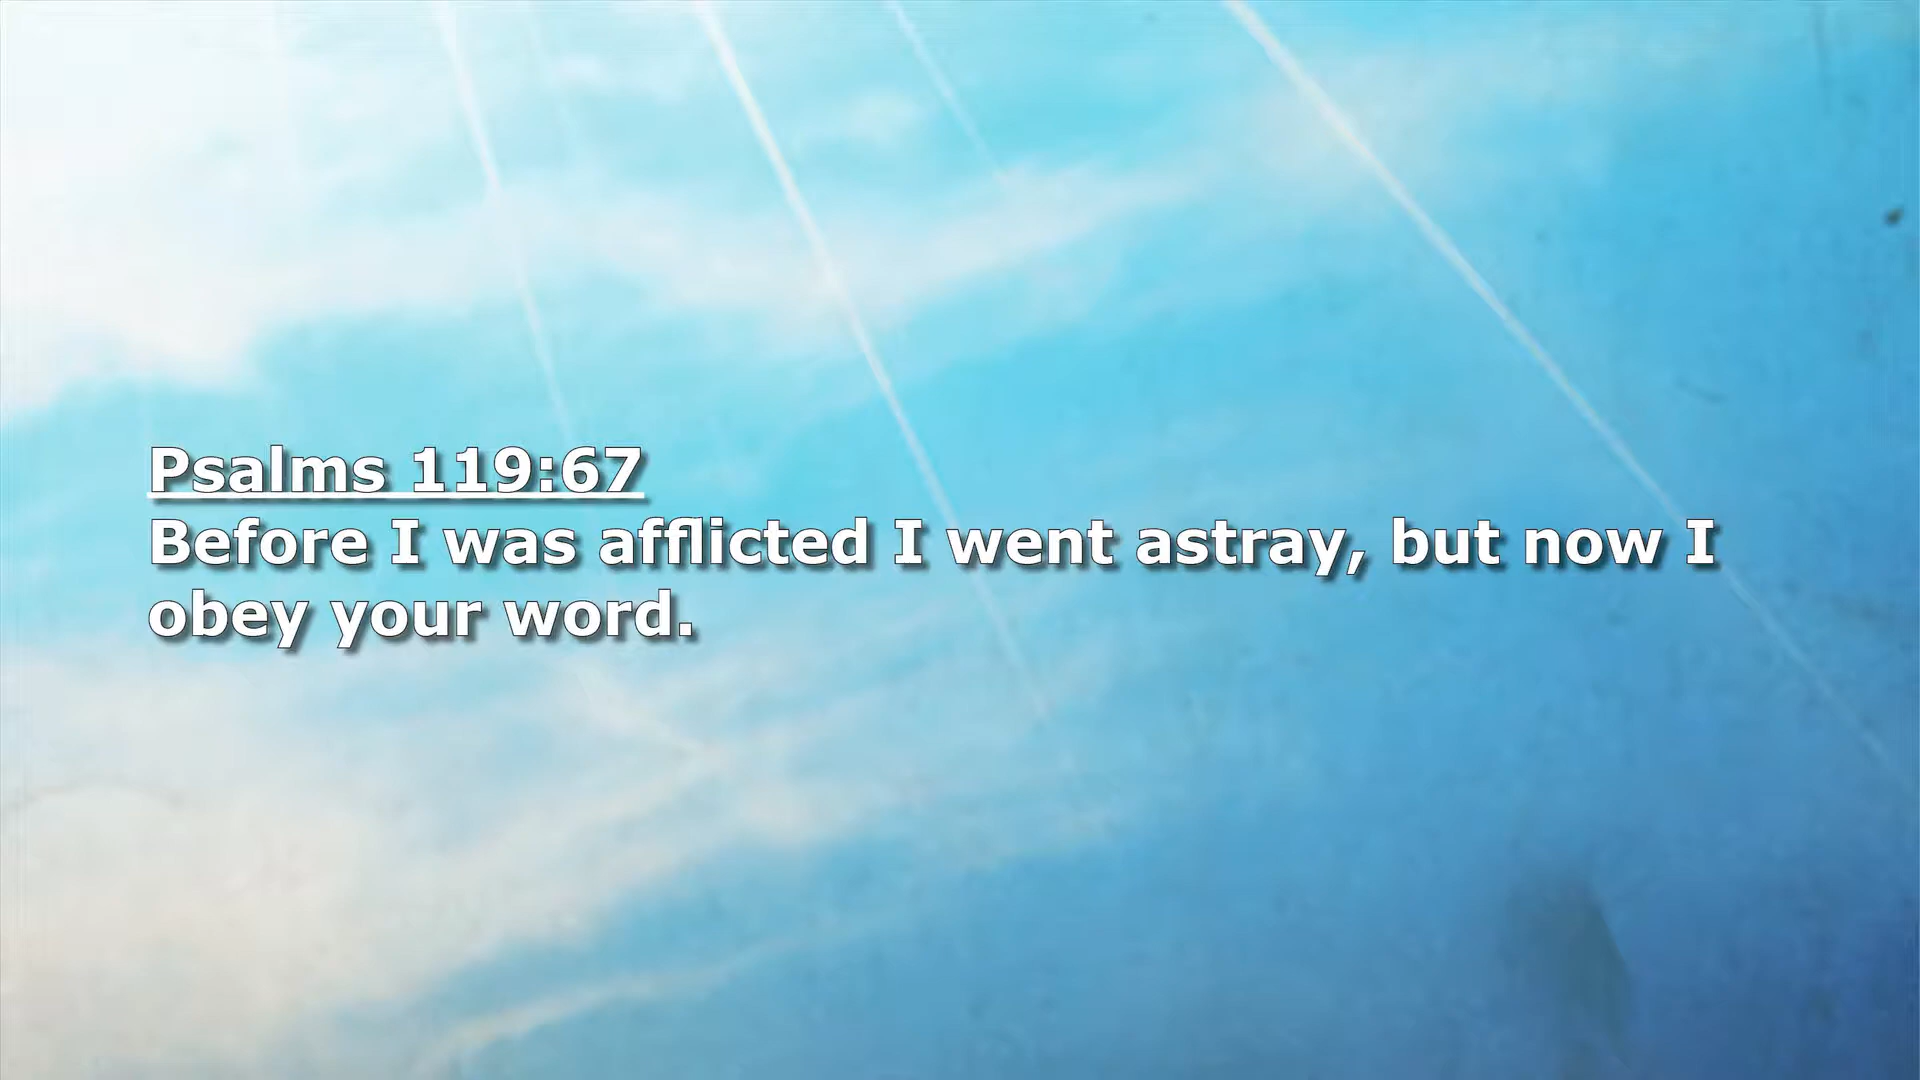 Psalms 119:67
Before I was afflicted I went astray, but now I
obey your word.